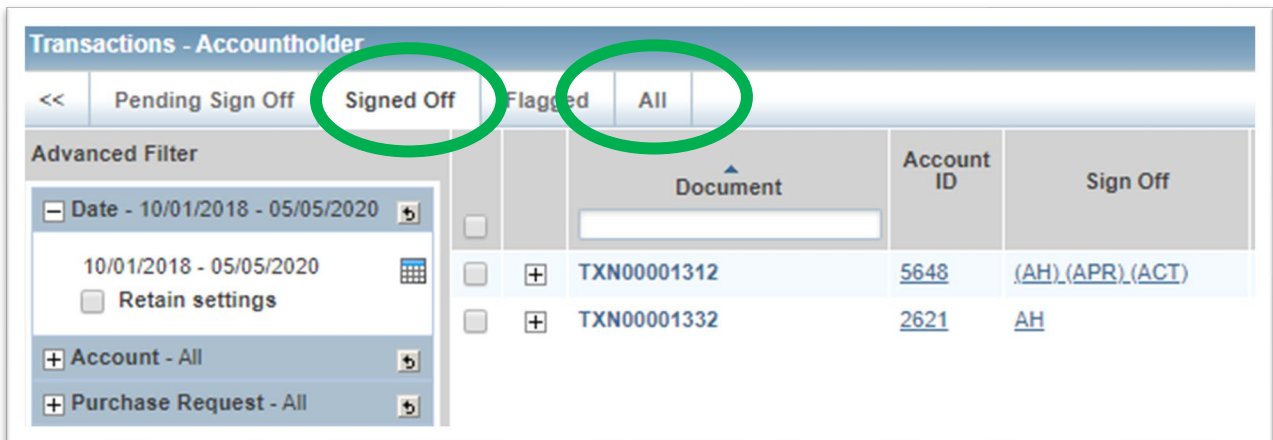 Transactions - Accountholder
<< Pending Sign Off Signed Off Flagged All
Advanced Filter
Date - 10/01/2018 - 05/05/2020
10/01/2018 - 05/05/2020
Retain settings
Account - All
Purchase Request - All
Document Account ID Sign Off
TXN00001312 5648 (AH) (APR) (ACT)
TXN00001332 2621 AH